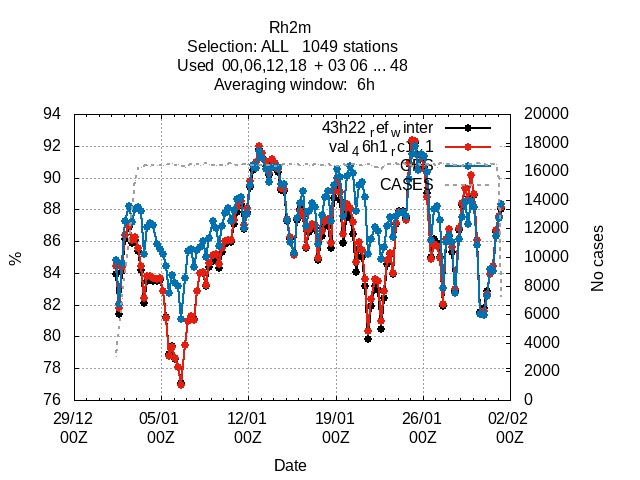 Rh2m
Selection: ALL 1049 stations
Used 00,06,12,18 + 03 06 ... 48
Averaging window: 6h
94
92
90
88
86
84
82
80
78
76
%
20000
18000
16000
14000
12000
10000
8000
6000
4000
2000
0
No cases
43h22_ref_winter
CASES
29/12 00Z
05/01 00Z
12/01 00Z
19/01 00Z
26/01 00Z
02/02 00Z
Date